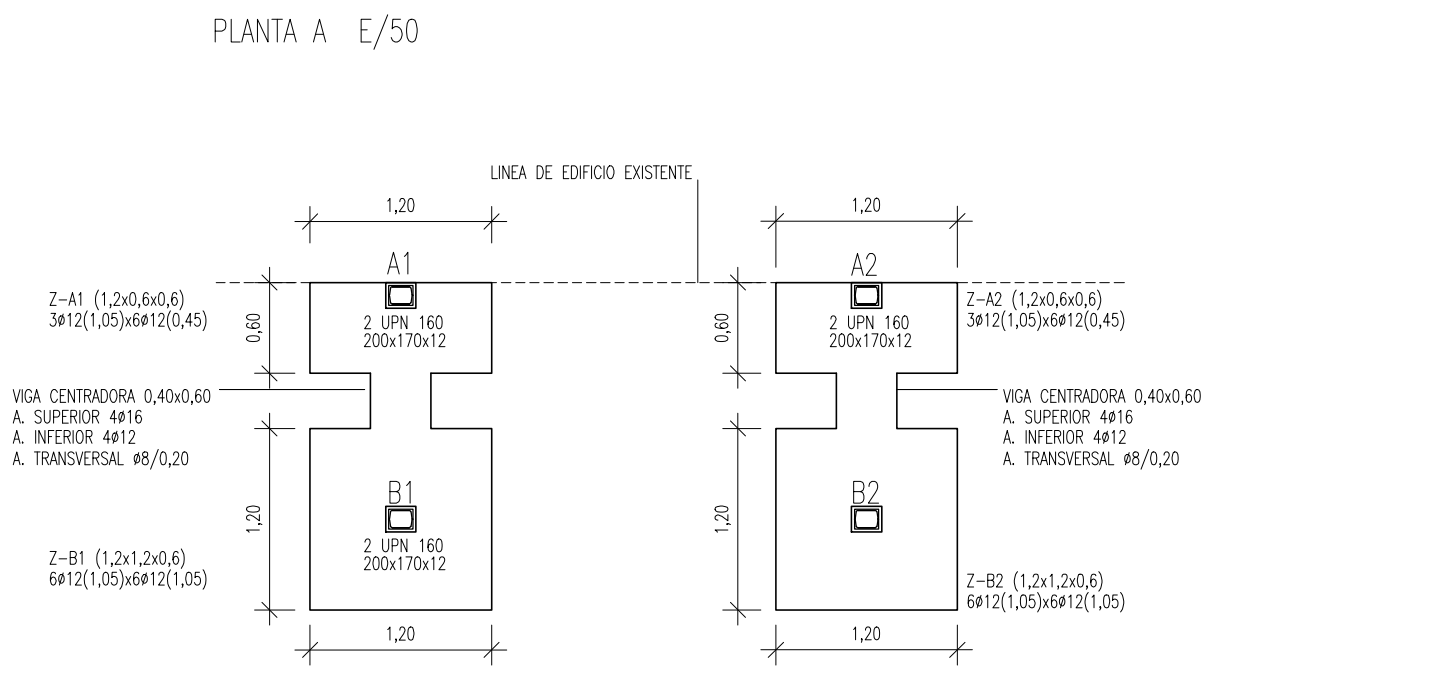 PLANTA A E/50
LINEA DE EDIFICIO EXISTENTE
1,20
1,20
A1
A2
Z-A1 (1,2x0,6x0,6)
3ø12(1,05)x6ø12(0,45)
0,60
2 UPN 160
200x170x12
0,60
2 UPN 160
200x170x12
Z-A2 (1,2x0,6x0,6)
3ø12(1,05)x6ø12(0,45)
VIGA CENTRADORA 0,40x0,60
A. SUPERIOR 4ø16
A. INFERIOR 4ø12
A. TRANSVERSAL ø8/0,20
VIGA CENTRADORA 0,40x0,60
A. SUPERIOR 4ø16
A. INFERIOR 4ø12
A. TRANSVERSAL ø8/0,20
B1
B2
1,20
1,20
2 UPN 160
200x170x12
Z-B1 (1,2x1,2x0,6)
6ø12(1,05)x6ø12(1,05)
Z-B2 (1,2x1,2x0,6)
6ø12(1,05)x6ø12(1,05)
1,20
1,20